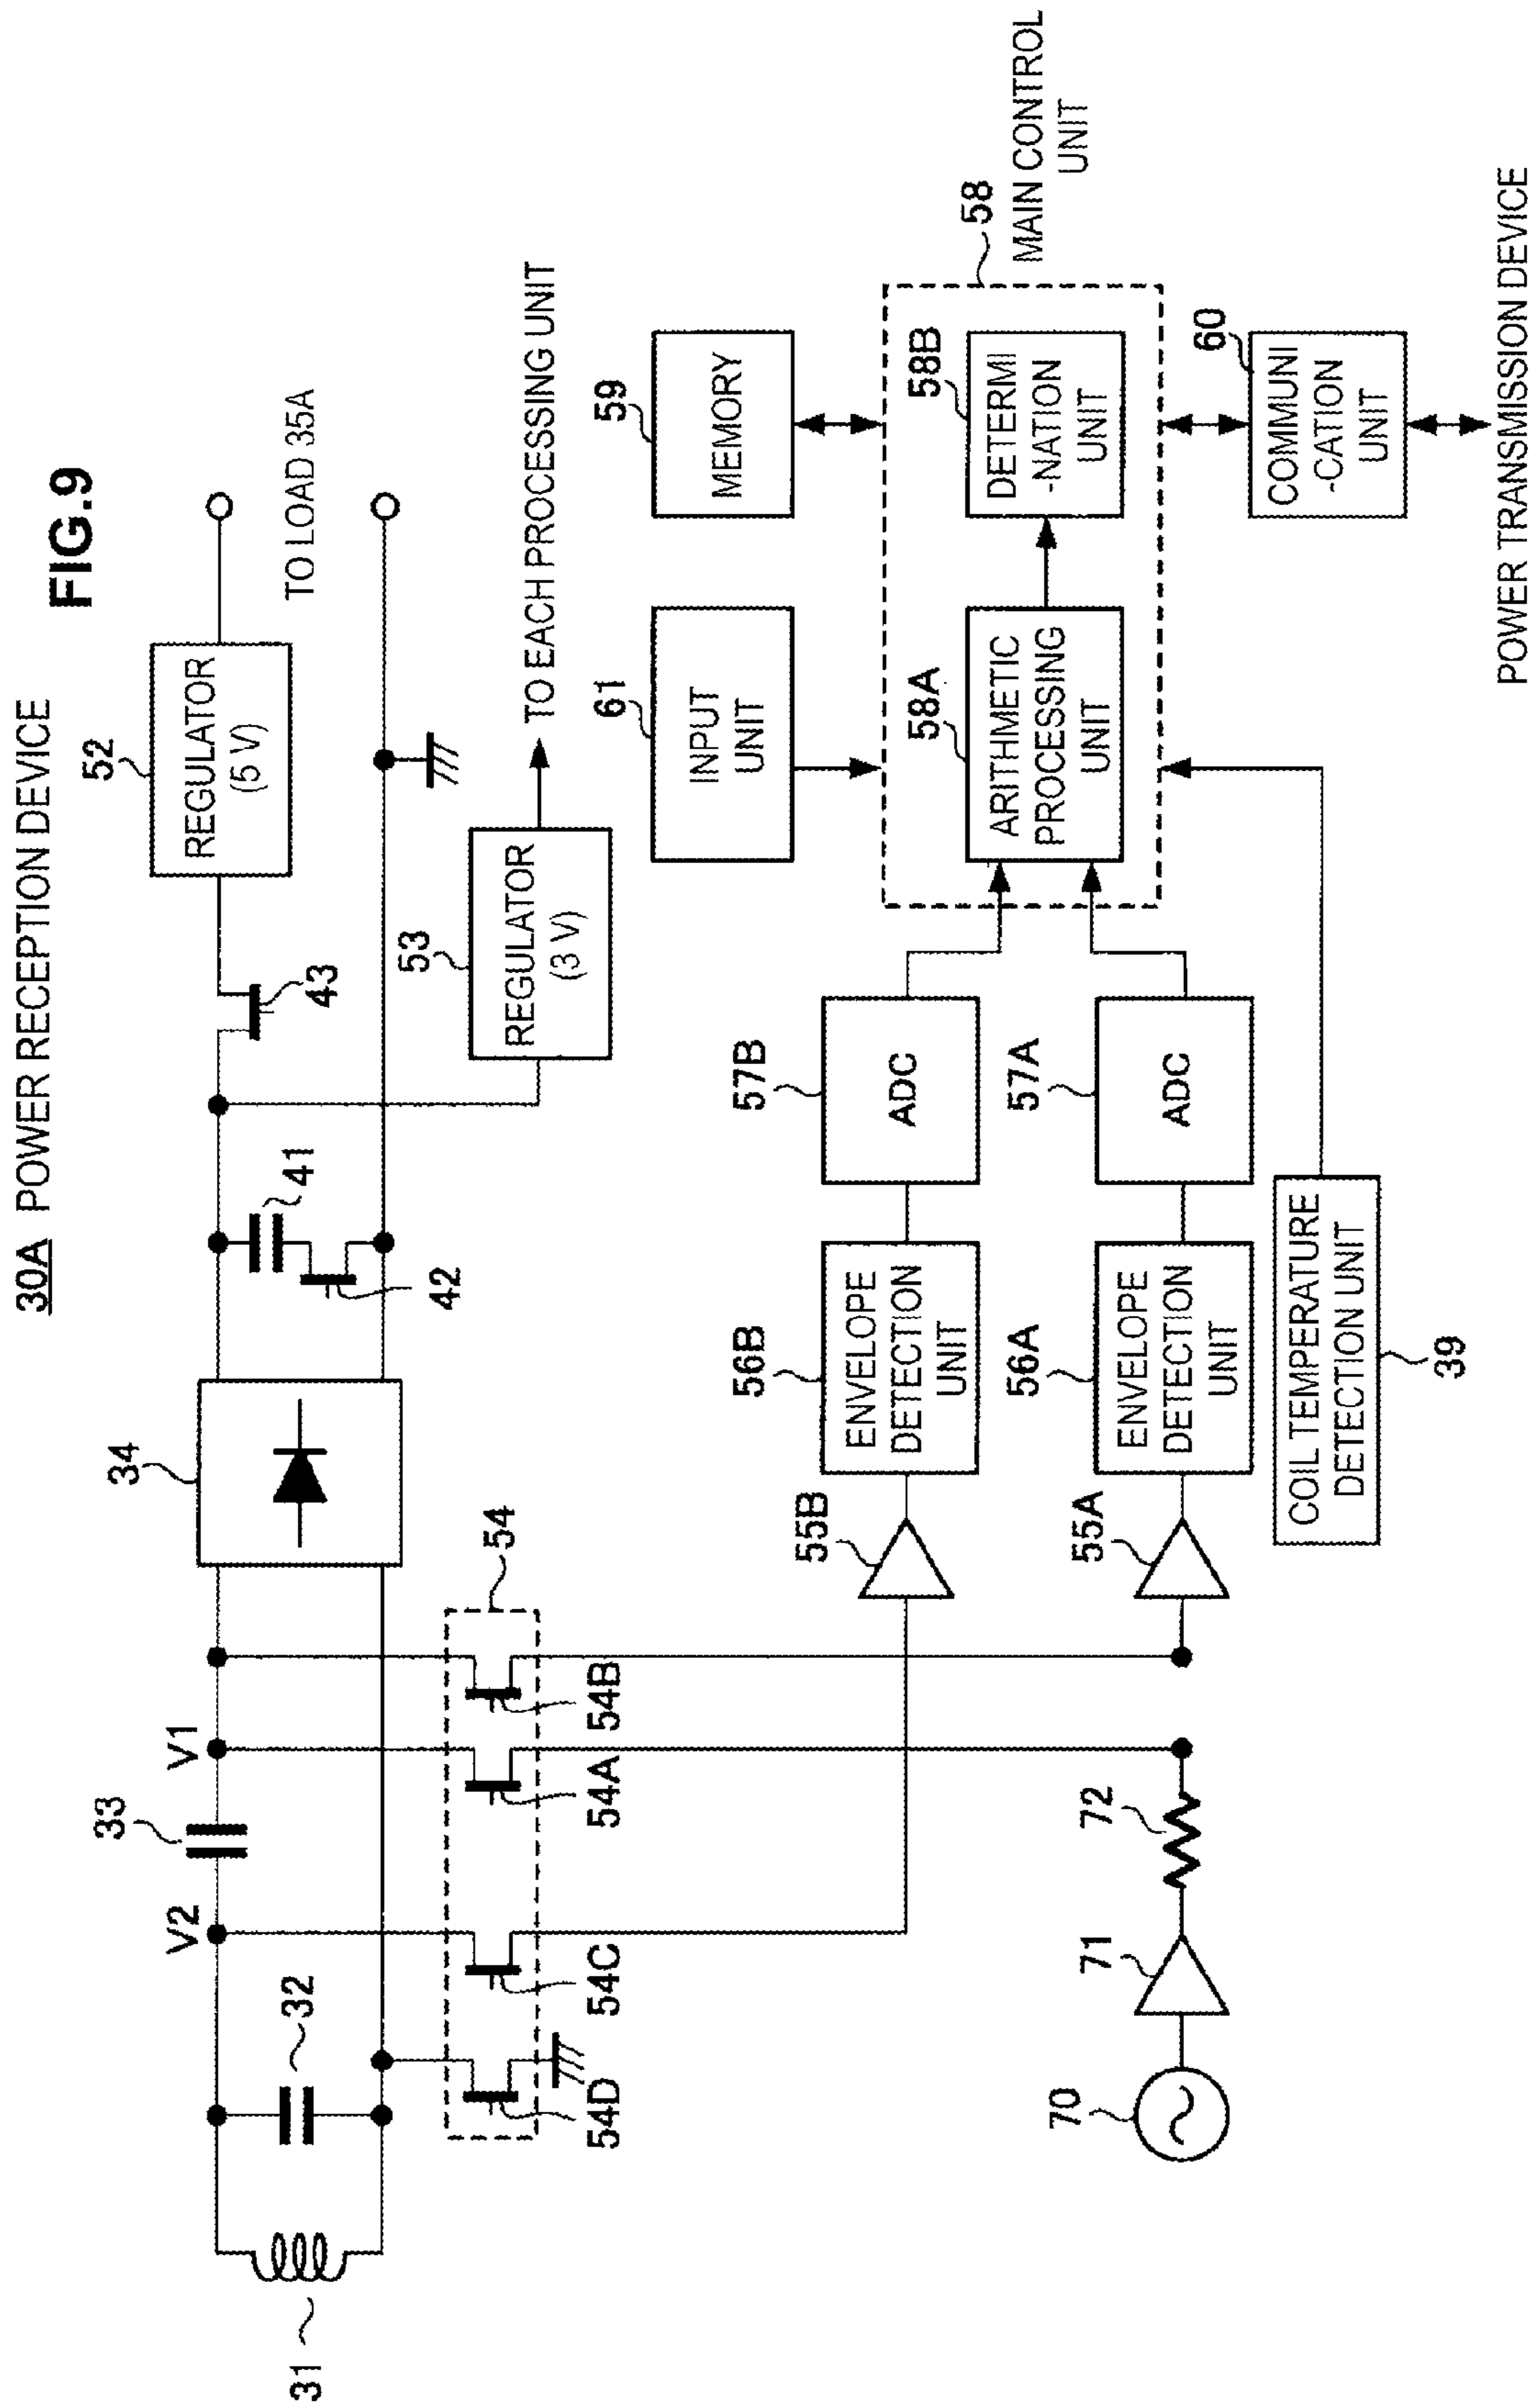 FIG.9
30A POWER RECEPTION DEVICE
31
32
V2
33
V1
34
41
42
43
52
REGULATOR
(5 V)
TO LOAD 35A
53
REGULATOR
(3 V)
TO EACH PROCESSING UNIT
54
54D
54C
54A
54B
55B
56B
ENVELOPE
DETECTION
UNIT
57B
ADC
61
INPUT
UNIT
59
MEMORY
58
MAIN CONTROL
UNIT
58A
ARITHMETIC
PROCESSING
UNIT
58B
DETERMI
-NATION
UNIT
70
71
72
55A
56A
ENVELOPE
DETECTION
UNIT
57A
ADC
60
COMMUNI
-CATION
UNIT
COIL TEMPERATURE
DETECTION UNIT
39
POWER TRANSMISSION DEVICE